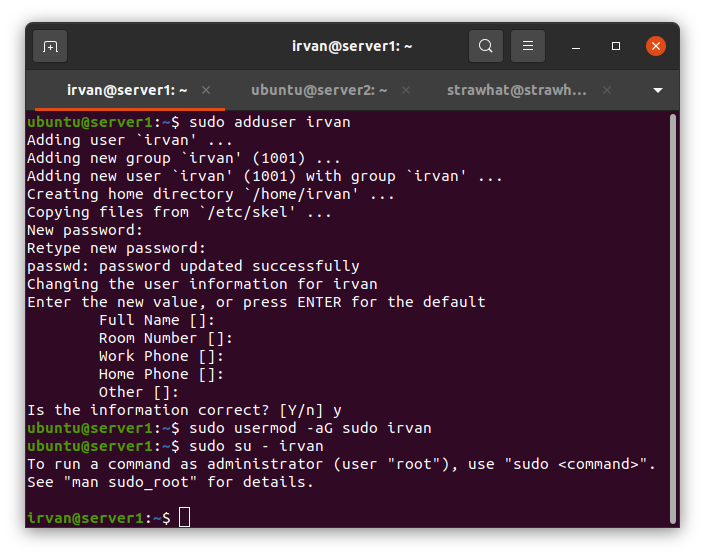 irvan@server1: ~
irvan@server1: ~ ubuntu@server2: ~ strawhat@strawh...
ubuntu@server1:~$ sudo adduser irvan
Adding user `irvan' ...
Adding new group `irvan' (1001) ...
Adding new user `irvan' (1001) with group `irvan' ...
Creating home directory `/home/irvan' ...
Copying files from `/etc/skel' ...
New password:
Retype new password:
passwd: password updated successfully
Changing the user information for irvan
Enter the new value, or press ENTER for the default
        Full Name []:
        Room Number []:
        Work Phone []:
        Home Phone []:
        Other []:
Is the information correct? [Y/n] y
ubuntu@server1:~$ sudo usermod -aG sudo irvan
ubuntu@server1:~$ sudo su - irvan
To run a command as administrator (user "root"), use "sudo <command>".
See "man sudo_root" for details.
irvan@server1:~$